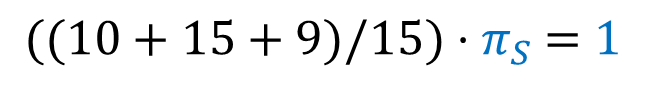 ((10 + 15 + 9)/15) · π_S = 1